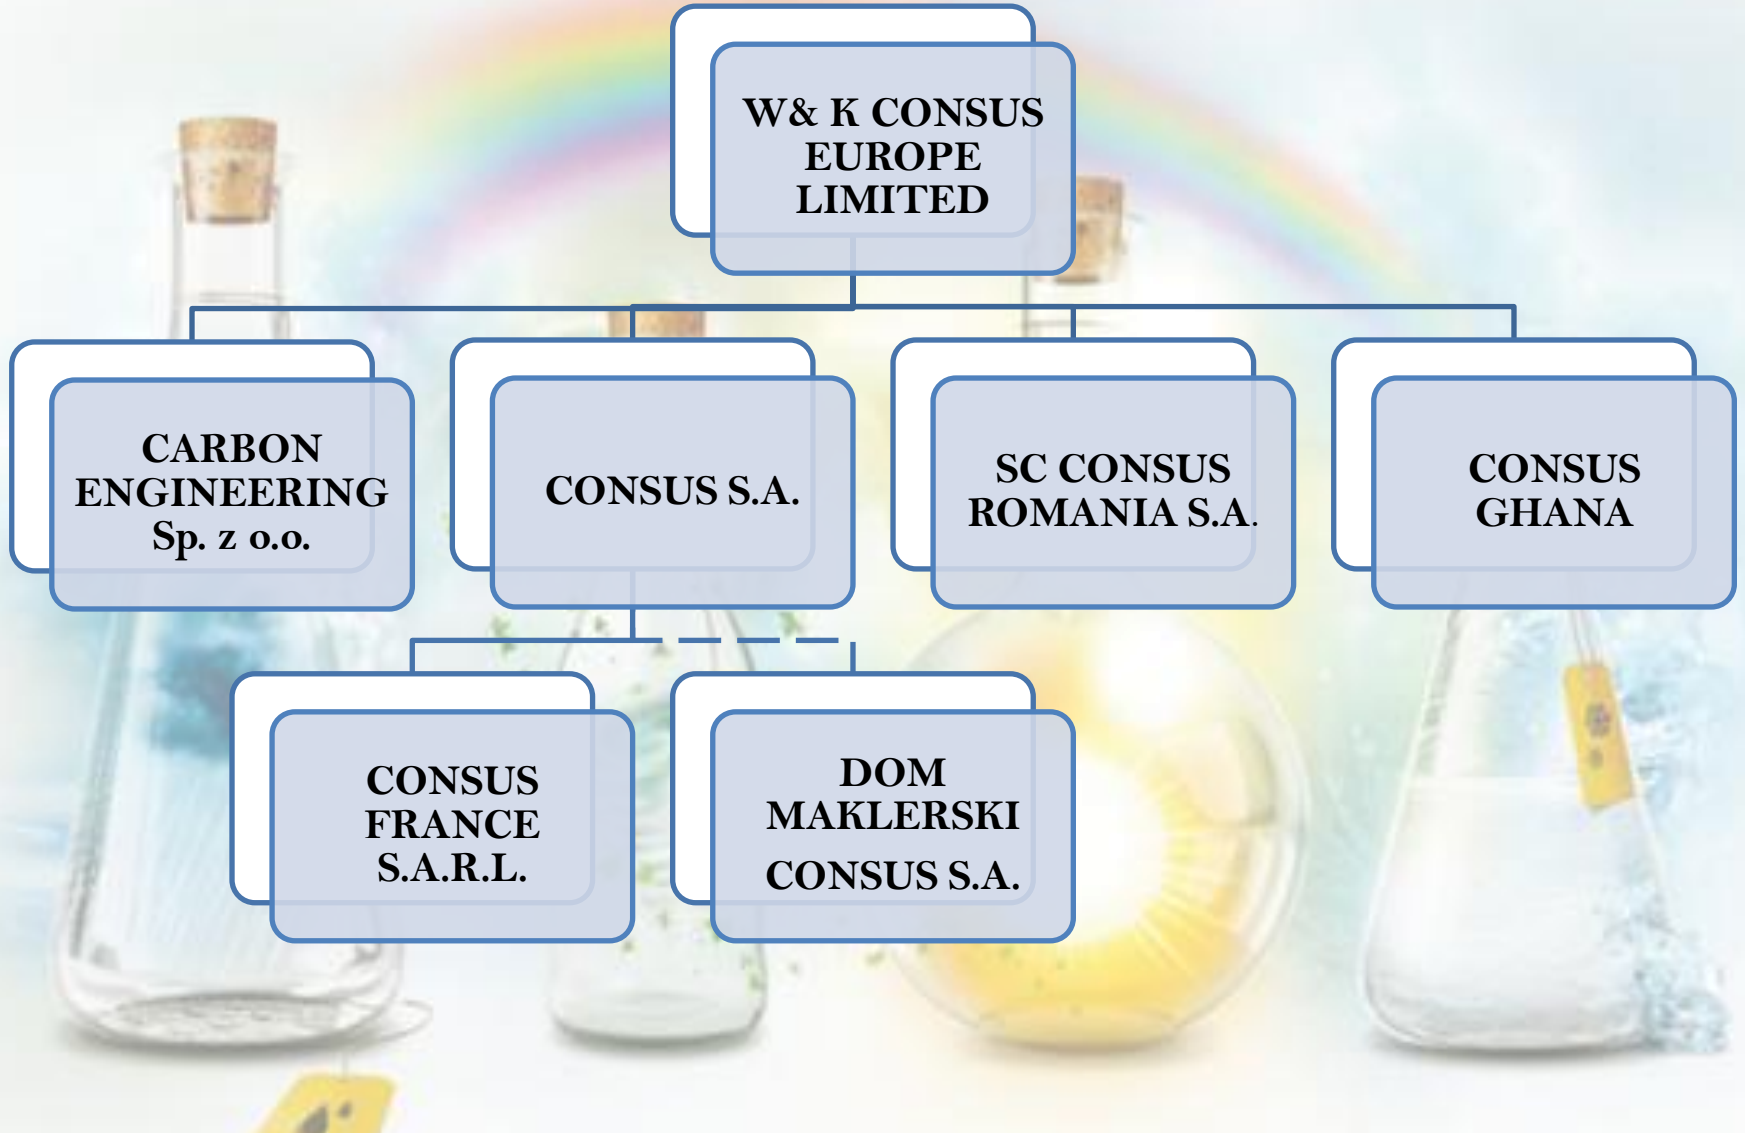 W& K CONSUS
EUROPE
LIMITED
CARBON
ENGINEERING
Sp. z o.o.
CONSUS S.A.
SC CONSUS
ROMANIA S.A.
CONSUS
GHANA
CONSUS
FRANCE
S.A.R.L.
DOM
MAKLERSKI
CONSUS S.A.